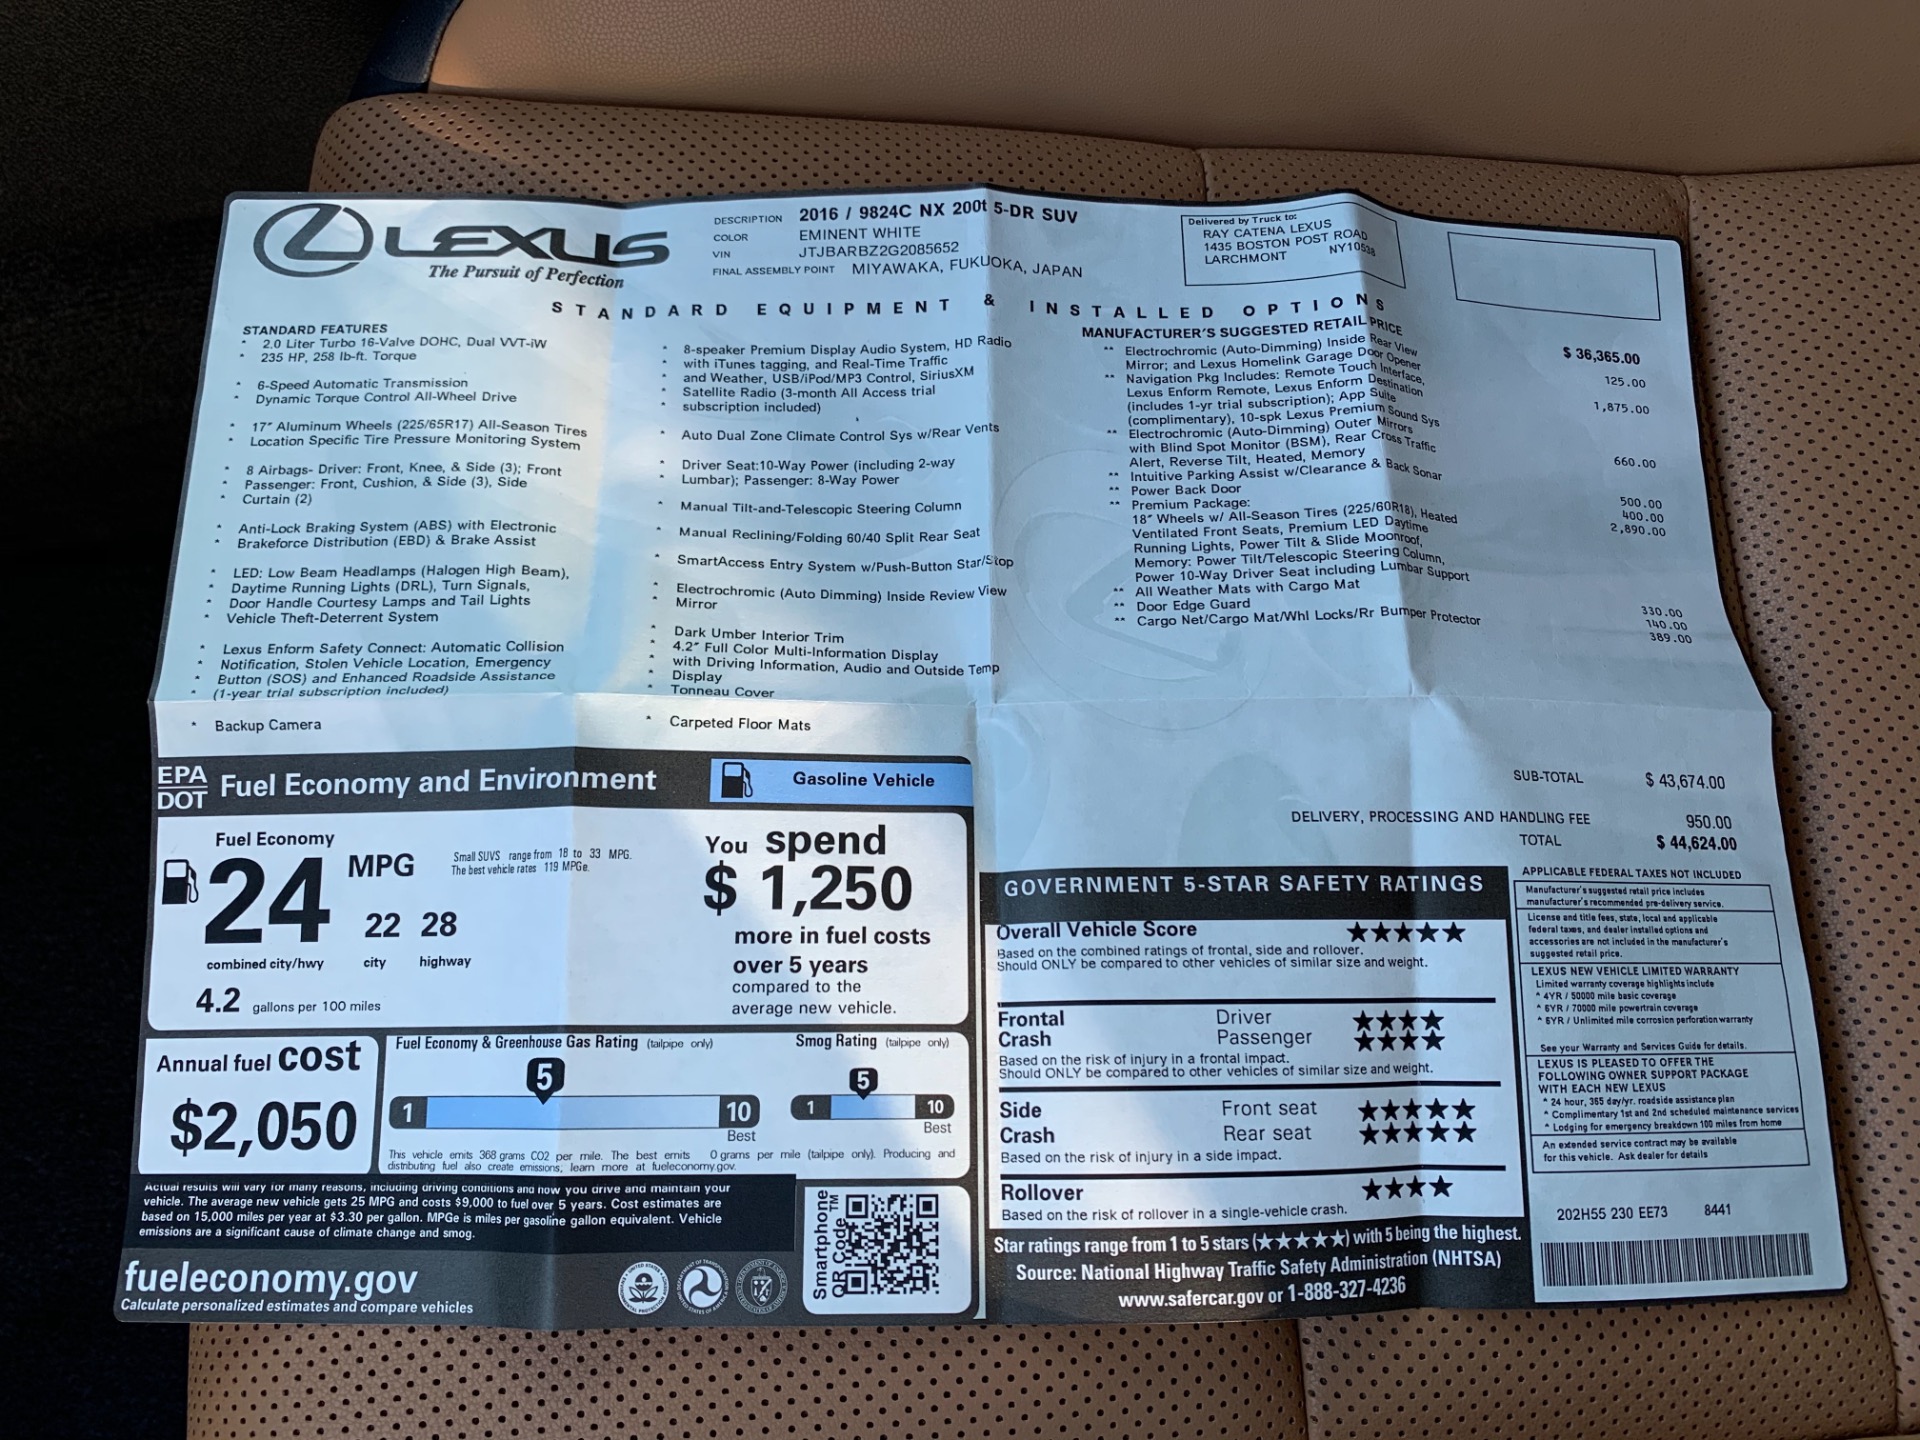 LEXUS
The Pursuit of Perfection
DESCRIPTION 2016 / 9824C NX 200t 5-DR SUV
COLOR EMINENT WHITE
VIN JTJBARBZ2G2085652
FINAL ASSEMBLY POINT MIYAWAKA, FUKUOKA, JAPAN
Delivered by Truck to:
RAY CATENA LEXUS
1435 BOSTON POST ROAD
LARCHMONT NY10538
STANDARD EQUIPMENT & INSTALLED OPTIONS
STANDARD FEATURES
* 2.0 Liter Turbo 16-Valve DOHC, Dual VVT-iW
* 235 HP, 258 lb-ft. Torque
* 6-Speed Automatic Transmission
* Dynamic Torque Control All-Wheel Drive
* 17" Aluminum Wheels (225/65R17) All-Season Tires
* Location Specific Tire Pressure Monitoring System
* 8 Airbags- Driver: Front, Knee, & Side (3); Front
* Passenger: Front, Cushion, & Side (3), Side
* Curtain (2)
* Anti-Lock Braking System (ABS) with Electronic
* Brakeforce Distribution (EBD) & Brake Assist
* LED: Low Beam Headlamps (Halogen High Beam),
* Daytime Running Lights (DRL), Turn Signals,
* Door Handle Courtesy Lamps and Tail Lights
* Vehicle Theft-Deterrent System
* Lexus Enform Safety Connect: Automatic Collision
* Notification, Stolen Vehicle Location, Emergency
* Button (SOS) and Enhanced Roadside Assistance
* (1-year trial subscription included)
* Backup Camera
* 8-speaker Premium Display Audio System, HD Radio
* with iTunes tagging, and Real-Time Traffic
* and Weather, USB/iPod/MP3 Control, SiriusXM
* Satellite Radio (3-month All Access trial
* subscription included)
* Auto Dual Zone Climate Control Sys w/Rear Vents
* Driver Seat:10-Way Power (including 2-way
* Lumbar); Passenger: 8-Way Power
* Manual Tilt-and-Telescopic Steering Column
* Manual Reclining/Folding 60/40 Split Rear Seat
* SmartAccess Entry System w/Push-Button Star/Stop
* Electrochromic (Auto Dimming) Inside Review View
* Mirror
* Dark Umber Interior Trim
* 4.2" Full Color Multi-Information Display
* with Driving Information, Audio and Outside Temp
* Display
* Tonneau Cover
* Carpeted Floor Mats
MANUFACTURER'S SUGGESTED RETAIL PRICE $ 36,365.00
** Electrochromic (Auto-Dimming) Inside Rear View
Mirror; and Lexus Homelink Garage Door Opener 125.00
** Navigation Pkg Includes: Remote Touch Interface,
Lexus Enform Remote, Lexus Enform Destination 1,875.00
(includes 1-yr trial subscription); App Suite
(complimentary), 10-spk Lexus Premium Sound Sys
** Electrochromic (Auto-Dimming) Outer Mirrors
with Blind Spot Monitor (BSM), Rear Cross Traffic 660.00
Alert, Reverse Tilt, Heated, Memory
** Intuitive Parking Assist w/Clearance & Back Sonar 500.00
** Power Back Door 400.00
** Premium Package: 2,890.00
18" Wheels w/ All-Season Tires (225/60R18), Heated
Ventilated Front Seats, Premium LED Daytime
Running Lights, Power Tilt & Slide Moonroof,
Memory: Power Tilt/Telescopic Steering Column,
Power 10-Way Driver Seat including Lumbar Support
** All Weather Mats with Cargo Mat 330.00
** Door Edge Guard 140.00
** Cargo Net/Cargo Mat/Whl Locks/Rr Bumper Protector 389.00
SUB-TOTAL $ 43,674.00
DELIVERY, PROCESSING AND HANDLING FEE 950.00
TOTAL $ 44,624.00
EPA
DOT
Fuel Economy and Environment
Gasoline Vehicle
Fuel Economy
24 MPG
Small SUVS range from 18 to 33 MPG.
The best vehicle rates 119 MPGe.
22 28
combined city/hwy city highway
4.2 gallons per 100 miles
You spend
$ 1,250
more in fuel costs
over 5 years
compared to the
average new vehicle.
Annual fuel cost
$2,050
Fuel Economy & Greenhouse Gas Rating (tailpipe only)
5
1 10
Best
Smog Rating (tailpipe only)
5
1 10
Best
This vehicle emits 368 grams CO2 per mile. The best emits 0 grams per mile (tailpipe only). Producing and
distributing fuel also create emissions; learn more at fueleconomy.gov.
Actual results will vary for many reasons, including driving conditions and how you drive and maintain your
vehicle. The average new vehicle gets 25 MPG and costs $9,000 to fuel over 5 years. Cost estimates are
based on 15,000 miles per year at $3.30 per gallon. MPGe is miles per gasoline gallon equivalent. Vehicle
emissions are a significant cause of climate change and smog.
fueleconomy.gov
Calculate personalized estimates and compare vehicles
Smartphone
QR Code™
GOVERNMENT 5-STAR SAFETY RATINGS
Overall Vehicle Score ★★★★★
Based on the combined ratings of frontal, side and rollover.
Should ONLY be compared to other vehicles of similar size and weight.
Frontal Driver ★★★★
Crash Passenger ★★★★
Based on the risk of injury in a frontal impact.
Should ONLY be compared to other vehicles of similar size and weight.
Side Front seat ★★★★★
Crash Rear seat ★★★★★
Based on the risk of injury in a side impact.
Rollover ★★★★
Based on the risk of rollover in a single-vehicle crash.
Star ratings range from 1 to 5 stars (★★★★★) with 5 being the highest.
Source: National Highway Traffic Safety Administration (NHTSA)
www.safercar.gov or 1-888-327-4236
APPLICABLE FEDERAL TAXES NOT INCLUDED
Manufacturer's suggested retail price includes
manufacturer's recommended pre-delivery service.
License and title fees, state, local and applicable
federal taxes, and dealer installed options and
accessories are not included in the manufacturer's
suggested retail price.
LEXUS NEW VEHICLE LIMITED WARRANTY
Limited warranty coverage highlights include
* 4YR / 50000 mile basic coverage
* 6YR / 70000 mile powertrain coverage
* 6YR / Unlimited mile corrosion perforation warranty
See your Warranty and Services Guide for details.
LEXUS IS PLEASED TO OFFER THE
FOLLOWING OWNER SUPPORT PACKAGE
WITH EACH NEW LEXUS
* 24 hour, 365 day/yr. roadside assistance plan
* Complimentary 1st and 2nd scheduled maintenance services
* Lodging for emergency breakdown 100 miles from home
An extended service contract may be available
for this vehicle. Ask dealer for details
202H55 230 EE73 8441